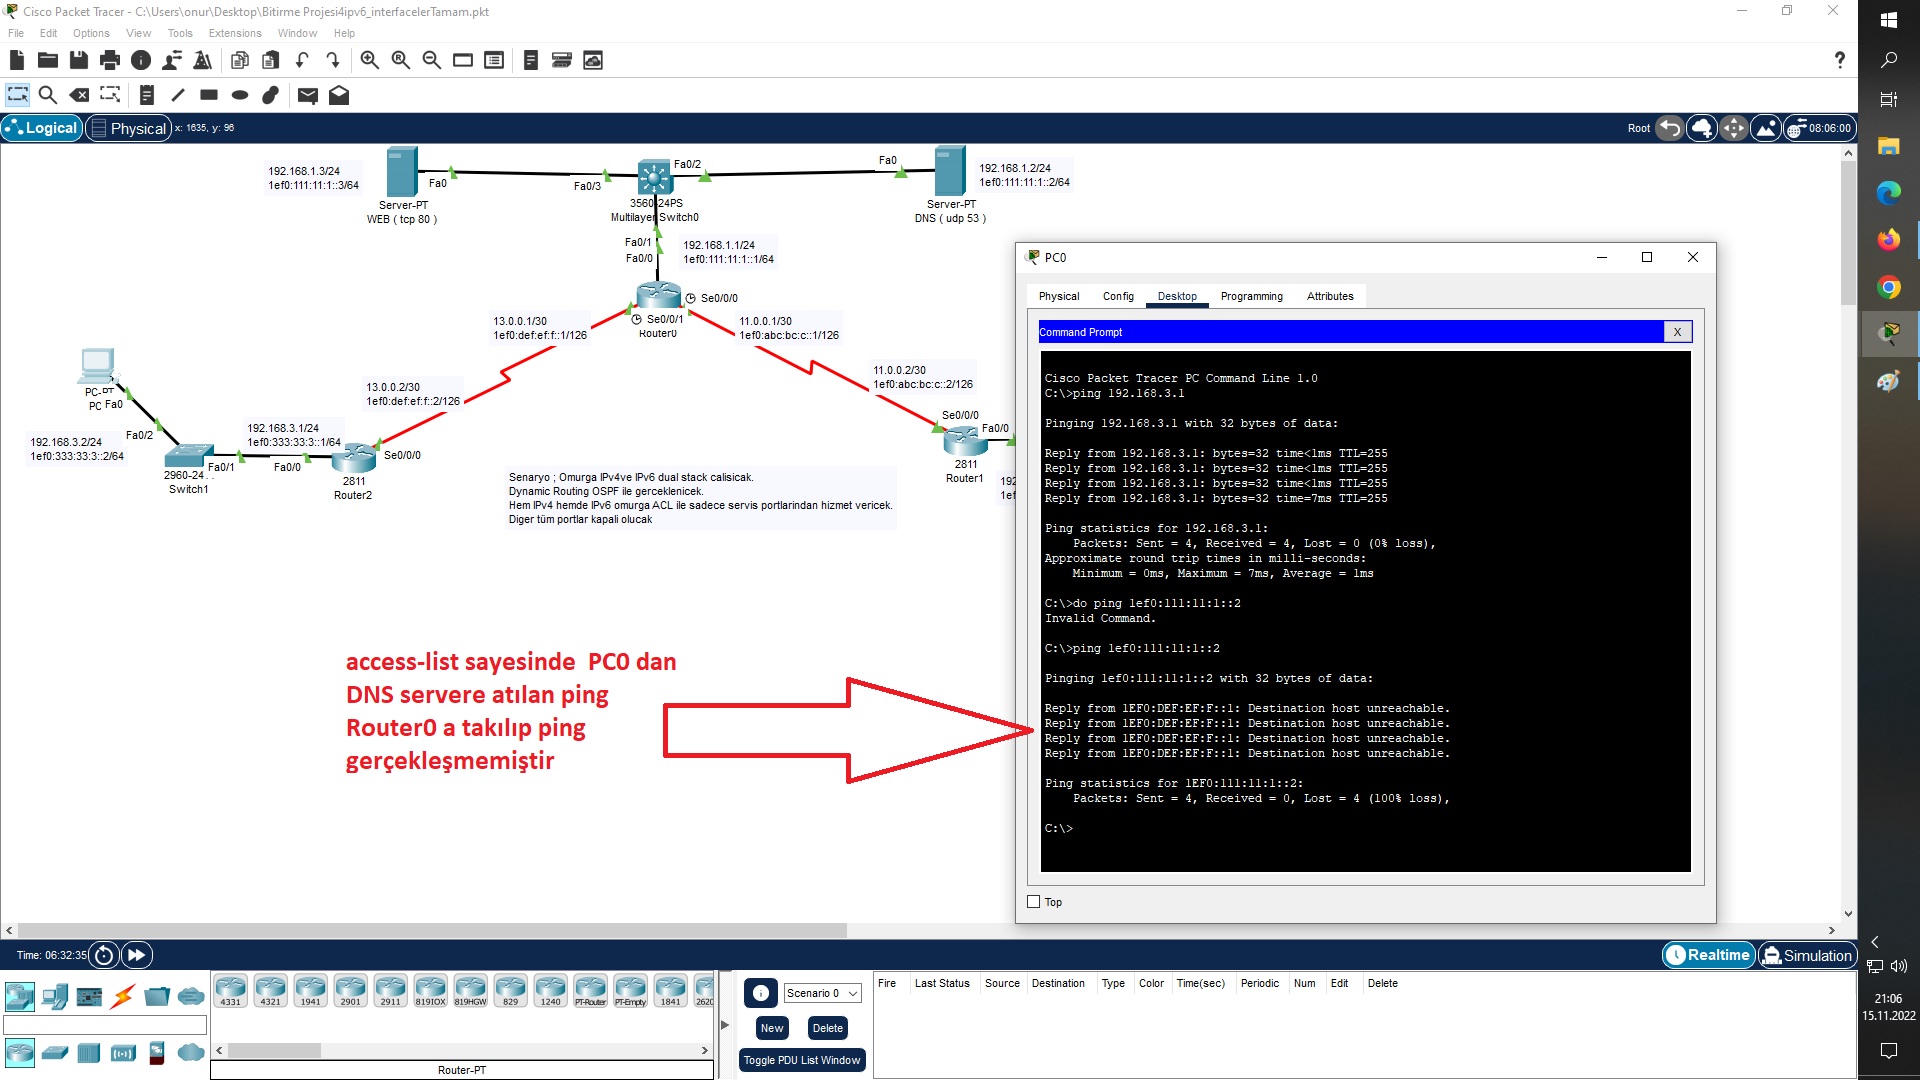 Cisco Packet Tracer - C:\Users\onur\Desktop\Bitirme Projesi4ipv6_interfacelerTamam.pkt
File Edit Options View Tools Extensions Window Help
?
Logical Physical x: 1635, y: 96 Root 08:06:00
192.168.1.3/24
1ef0:111:11:1::3/64
Fa0
Server-PT
WEB ( tcp 80 )
Fa0/3
Fa0/2
3560-24PS
Multilayer Switch0
Fa0
Server-PT
DNS ( udp 53 )
192.168.1.2/24
1ef0:111:11:1::2/64
Fa0/1
Fa0/0
192.168.1.1/24
1ef0:111:11:1::1/64
Se0/0/0
Se0/0/1
Router0
13.0.0.1/30
1ef0:def:ef:f::1/126
11.0.0.1/30
1ef0:abc:bc:c::1/126
13.0.0.2/30
1ef0:def:ef:f::2/126
11.0.0.2/30
1ef0:abc:bc:c::2/126
Se0/0/0
Fa0/0
2811
Router1
192
1ef
PC-PT
PC Fa0
Fa0/2
192.168.3.2/24
1ef0:333:33:3::2/64
2960-24
Switch1
Fa0/1
192.168.3.1/24
1ef0:333:33:3::1/64
Fa0/0
Se0/0/0
2811
Router2
Senaryo ; Omurga IPv4ve IPv6 dual stack calisicak.
Dynamic Routing OSPF ile gerceklenicek.
Hem IPv4 hemde IPv6 omurga ACL ile sadece servis portlarindan hizmet vericek.
Diger tüm portlar kapali olucak
access-list sayesinde PC0 dan
DNS servere atılan ping
Router0 a takılıp ping
gerçekleşmemiştir
PC0
Physical Config Desktop Programming Attributes
Command Prompt X
Cisco Packet Tracer PC Command Line 1.0
C:\>ping 192.168.3.1
Pinging 192.168.3.1 with 32 bytes of data:
Reply from 192.168.3.1: bytes=32 time<1ms TTL=255
Reply from 192.168.3.1: bytes=32 time<1ms TTL=255
Reply from 192.168.3.1: bytes=32 time<1ms TTL=255
Reply from 192.168.3.1: bytes=32 time=7ms TTL=255
Ping statistics for 192.168.3.1:
Packets: Sent = 4, Received = 4, Lost = 0 (0% loss),
Approximate round trip times in milli-seconds:
Minimum = 0ms, Maximum = 7ms, Average = 1ms
C:\>do ping 1ef0:111:11:1::2
Invalid Command.
C:\>ping 1ef0:111:11:1::2
Pinging 1ef0:111:11:1::2 with 32 bytes of data:
Reply from 1EF0:DEF:EF:F::1: Destination host unreachable.
Reply from 1EF0:DEF:EF:F::1: Destination host unreachable.
Reply from 1EF0:DEF:EF:F::1: Destination host unreachable.
Reply from 1EF0:DEF:EF:F::1: Destination host unreachable.
Ping statistics for 1EF0:111:11:1::2:
Packets: Sent = 4, Received = 0, Lost = 4 (100% loss),
C:\>
Top
Time: 06:32:35 Realtime Simulation
4331 4321 1941 2901 2911 819IOX 819HGW 829 1240 PT-Router PT-Empty 1841 2620
Router-PT
Scenario 0
New Delete
Toggle PDU List Window
Fire Last Status Source Destination Type Color Time(sec) Periodic Num Edit Delete
21:06
15.11.2022